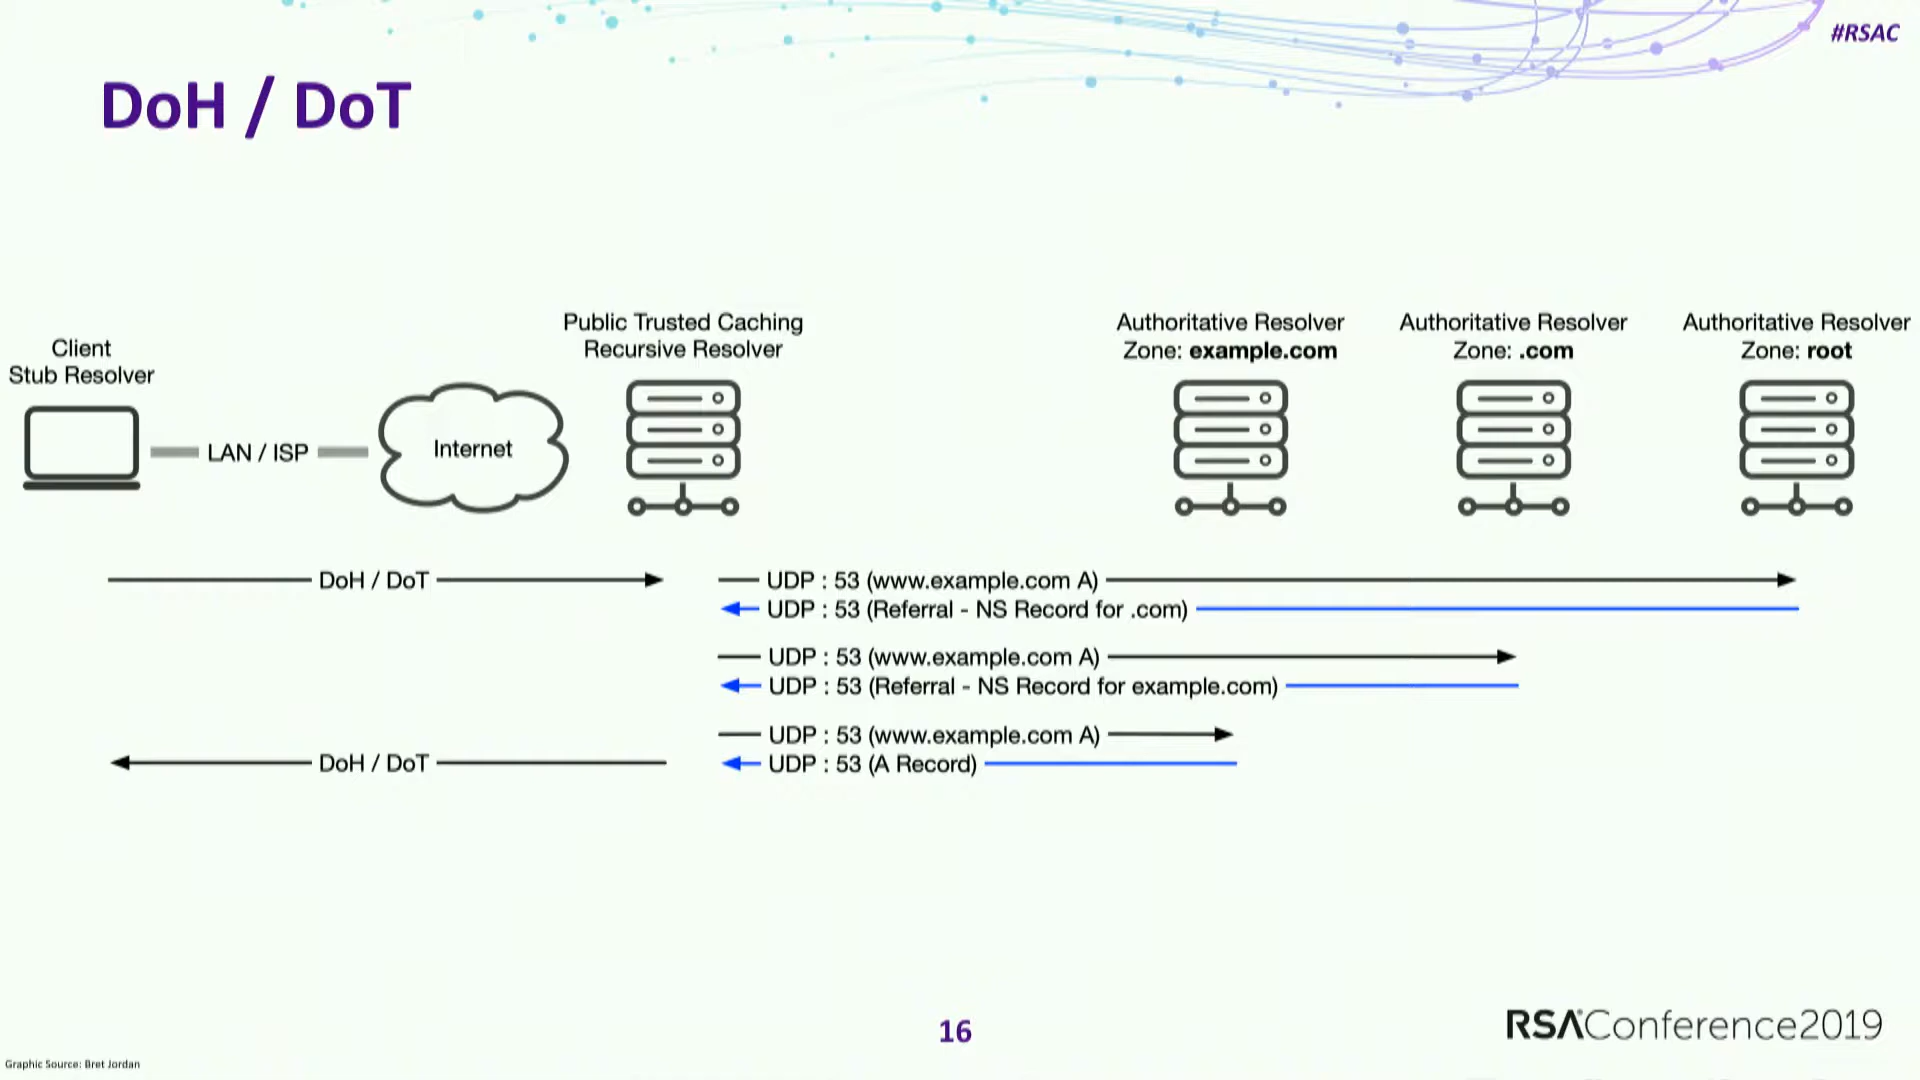 #RSAC
DoH / DoT
Client
Stub Resolver
LAN / ISP
Internet
Public Trusted Caching
Recursive Resolver
Authoritative Resolver
Zone: example.com
Authoritative Resolver
Zone: .com
Authoritative Resolver
Zone: root
DoH / DoT
UDP : 53 (www.example.com A)
UDP : 53 (Referral - NS Record for .com)
UDP : 53 (www.example.com A)
UDP : 53 (Referral - NS Record for example.com)
UDP : 53 (www.example.com A)
DoH / DoT
UDP : 53 (A Record)
16
RSAConference2019
Graphic Source: Bret Jordan